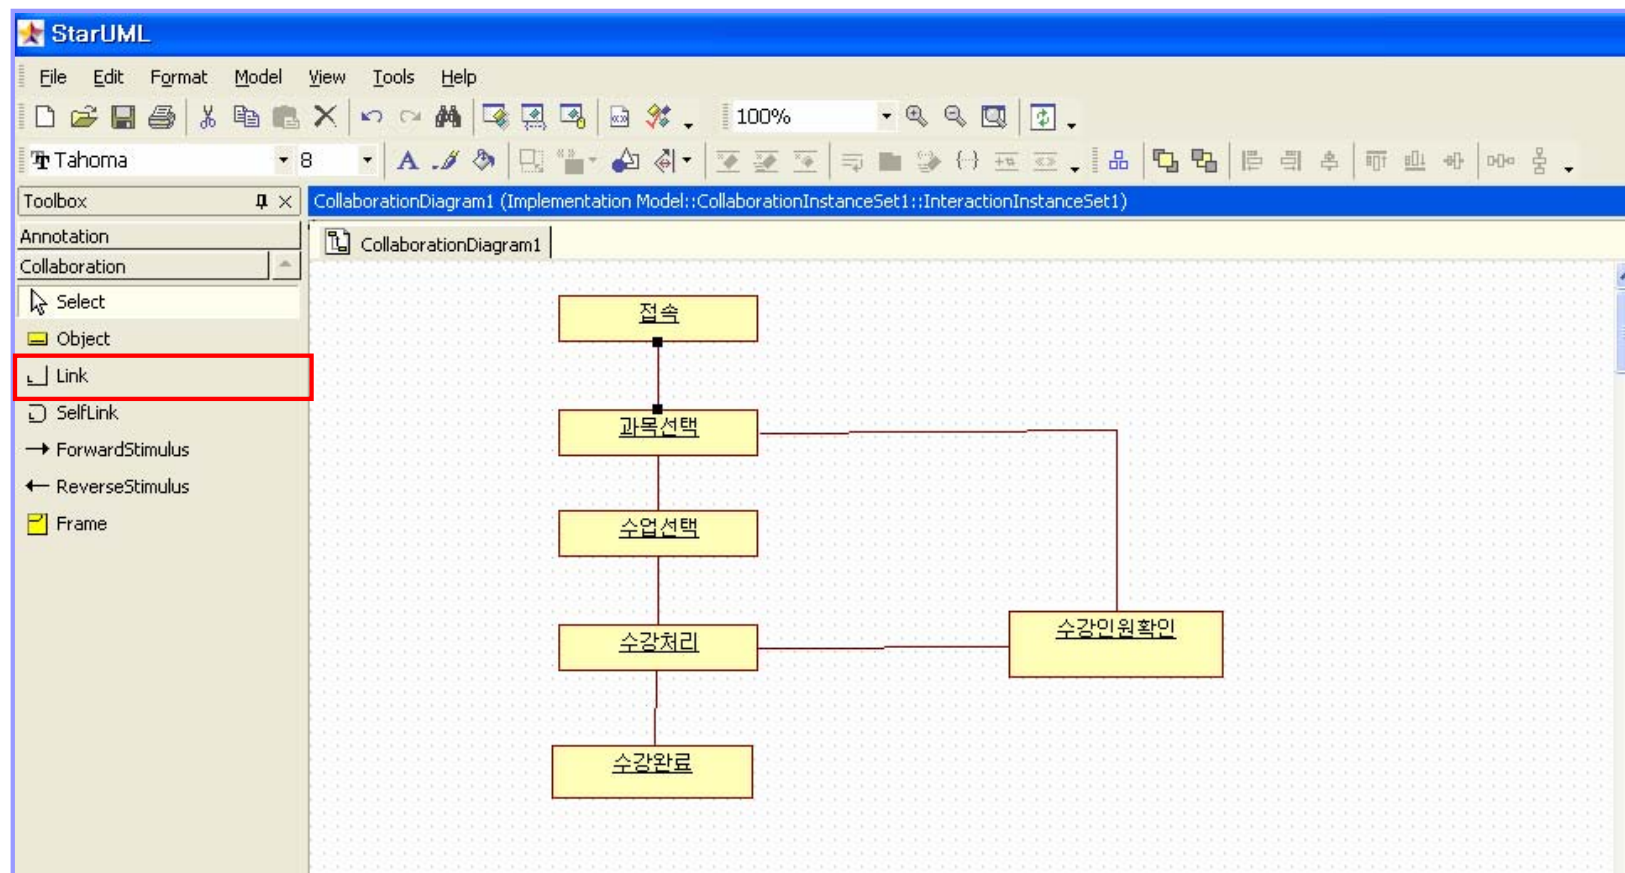 StarUML
File Edit Format Model View Tools Help
100%
Tahoma 8
Toolbox
CollaborationDiagram1 (Implementation Model::CollaborationInstanceSet1::InteractionInstanceSet1)
Annotation
CollaborationDiagram1
Collaboration
Select
Object
Link
SelfLink
ForwardStimulus
ReverseStimulus
Frame
접속
과목선택
수업선택
수강처리
수강인원확인
수강완료